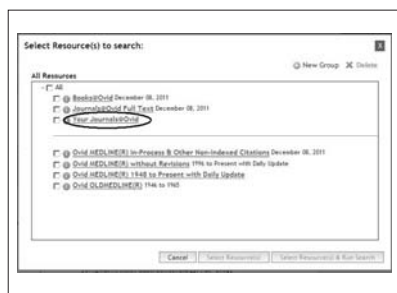 Select Resource(s) to search:
New Group Delete
All Resources
All
Books@Ovid December 08, 2011
Journals@Ovid Full Text December 08, 2011
Your Journals@Ovid
Ovid MEDLINE(R) In-Process & Other Non-Indexed Citations December 08, 2011
Ovid MEDLINE(R) without Revisions 1996 to Present with Daily Update
Ovid MEDLINE(R) 1948 to Present with Daily Update
Ovid OLDMEDLINE(R) 1946 to 1965
Cancel Select Resource(s) Select Resource(s) & Run Search